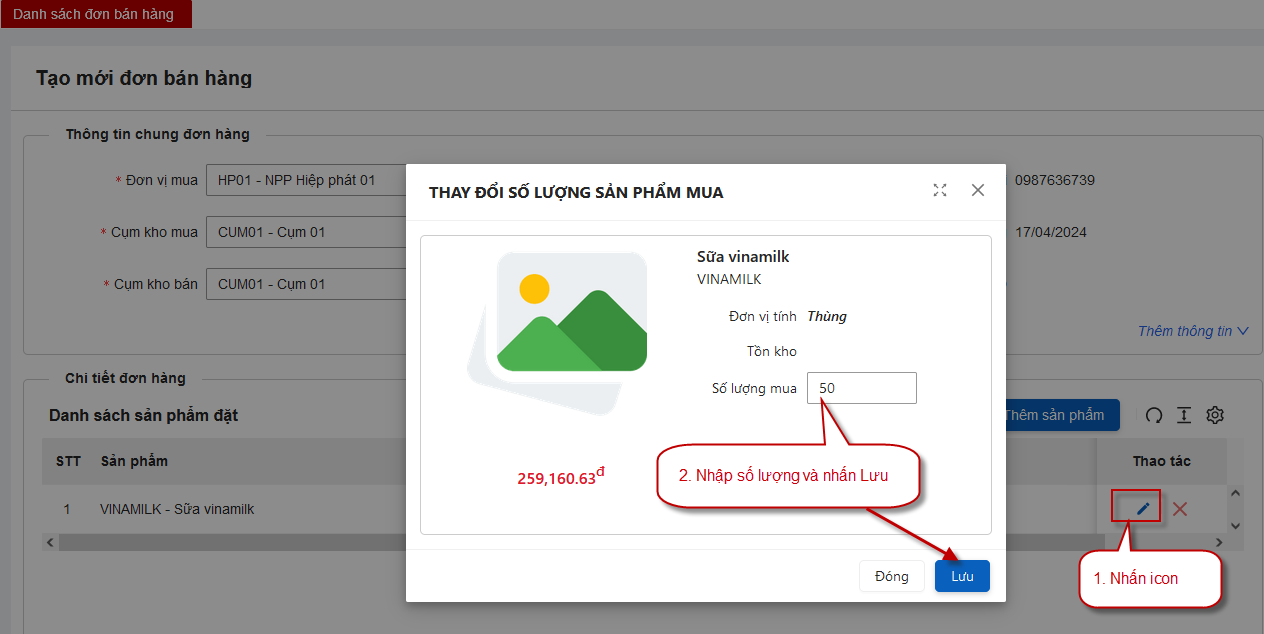 Danh sách đơn bán hàng
Tạo mới đơn bán hàng
Thông tin chung đơn hàng
* Đơn vị mua HP01 - NPP Hiệp phát 01
0987636739
* Cụm kho mua CUM01 - Cụm 01
17/04/2024
* Cụm kho bán CUM01 - Cụm 01
Thêm thông tin
Chi tiết đơn hàng
Danh sách sản phẩm đặt
Thêm sản phẩm
STT Sản phẩm
Thao tác
1 VINAMILK - Sữa vinamilk
THAY ĐỔI SỐ LƯỢNG SẢN PHẨM MUA
Sữa vinamilk
VINAMILK
Đơn vị tính Thùng
Tồn kho
Số lượng mua 50
259,160.63đ
2. Nhập số lượng và nhấn Lưu
Đóng
Lưu
1. Nhấn icon